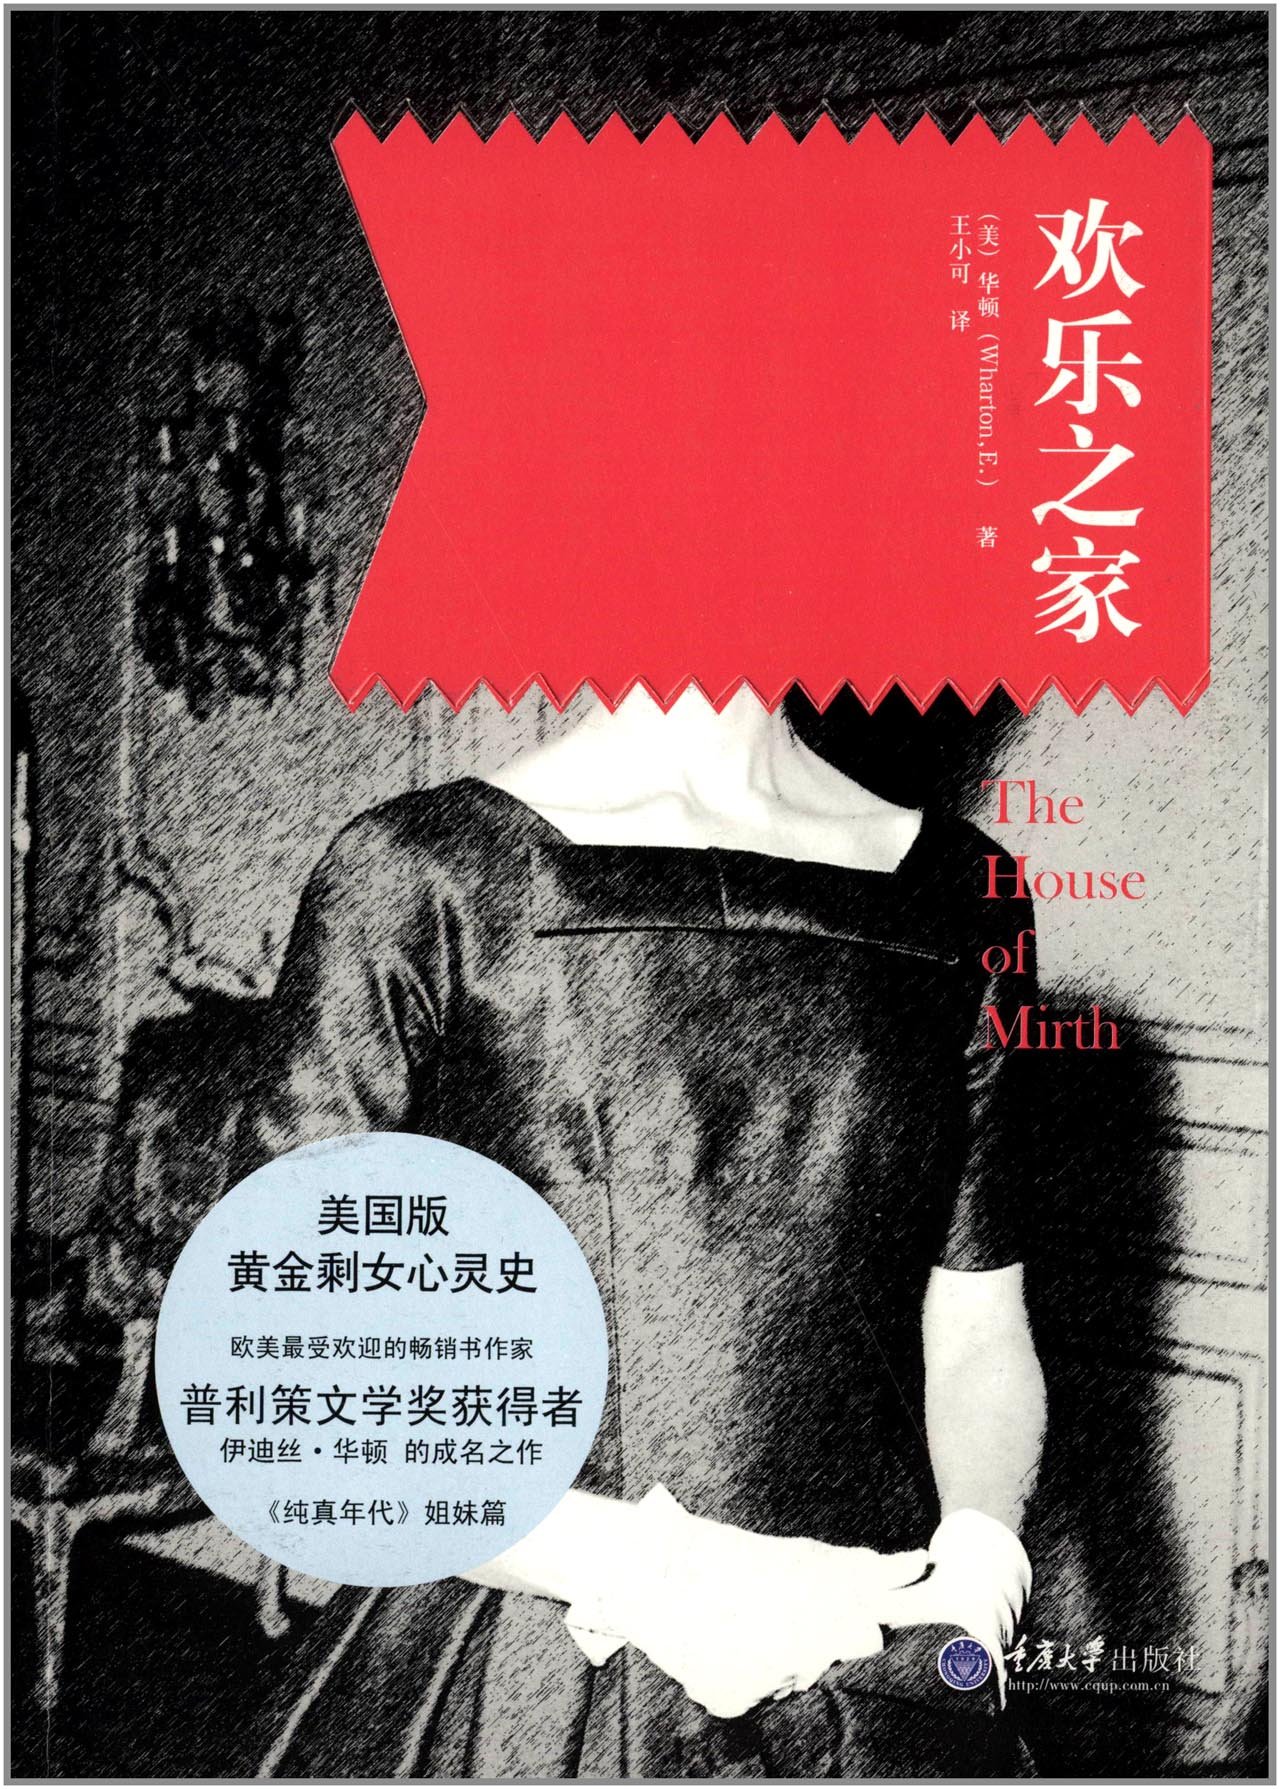 欢乐之家
（美）华顿（Wharton,E.） 著
王小可 译
The
House
of
Mirth
美国版
黄金剩女心灵史
欧美最受欢迎的畅销书作家
普利策文学奖获得者
伊迪丝·华顿 的成名之作
《纯真年代》姐妹篇
重庆大学出版社
http://www.cqup.com.cn